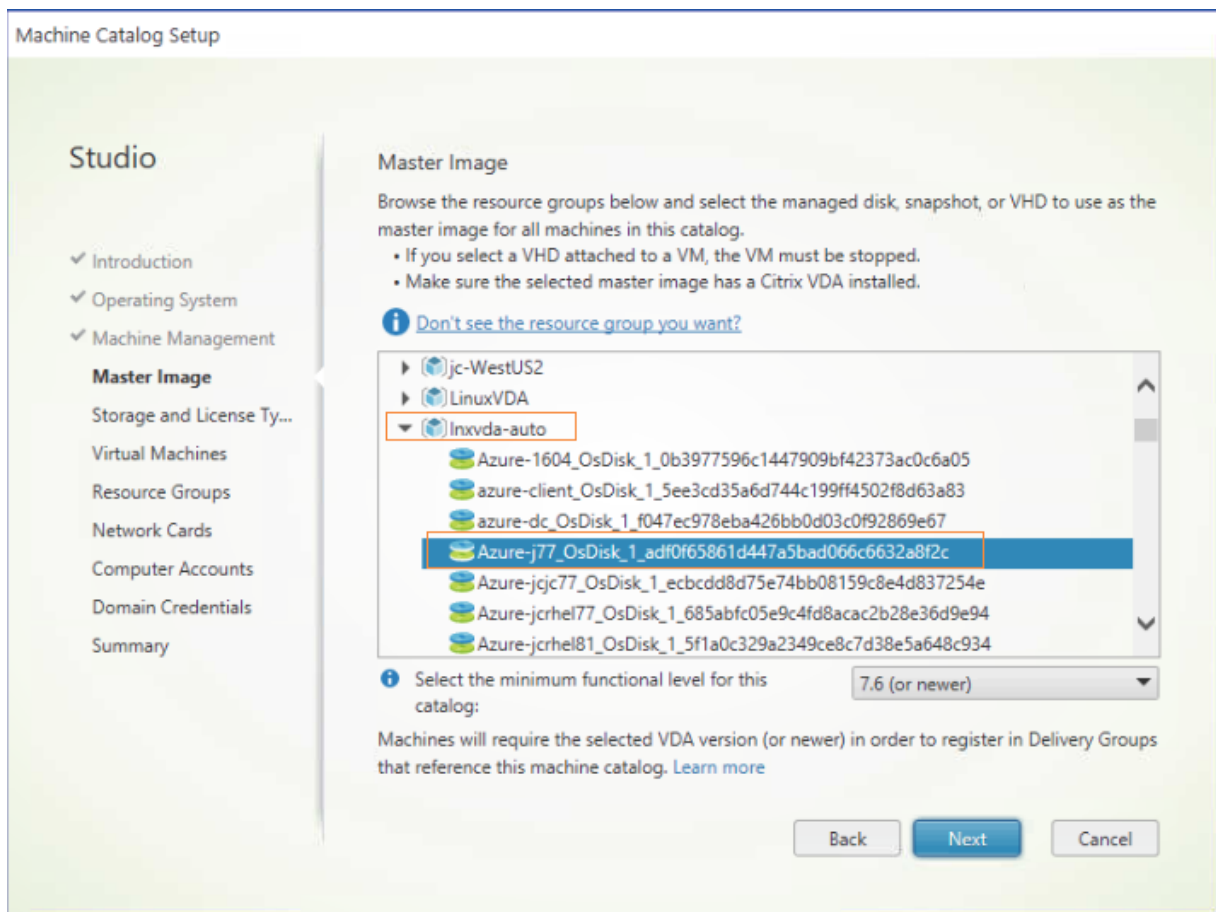 Machine Catalog Setup
Studio
Introduction
Operating System
Machine Management
Master Image
Storage and License Ty...
Virtual Machines
Resource Groups
Network Cards
Computer Accounts
Domain Credentials
Summary
Master Image
Browse the resource groups below and select the managed disk, snapshot, or VHD to use as the
master image for all machines in this catalog.
• If you select a VHD attached to a VM, the VM must be stopped.
• Make sure the selected master image has a Citrix VDA installed.
Don't see the resource group you want?
jc-WestUS2
LinuxVDA
lnxvda-auto
Azure-1604_OsDisk_1_0b3977596c1447909bf42373ac0c6a05
azure-client_OsDisk_1_5ee3cd35a6d744c199ff4502f8d63a83
azure-dc_OsDisk_1_f047ec978eba426bb0d03c0f92869e67
Azure-j77_OsDisk_1_adf0f65861d447a5bad066c6632a8f2c
Azure-jcjc77_OsDisk_1_ecbcdd8d75e74bb08159c8e4d837254e
Azure-jcrhel77_OsDisk_1_685abfc05e9c4fd8acac2b28e36d9e94
Azure-jcrhel81_OsDisk_1_5f1a0c329a2349ce8c7d38e5a648c934
Select the minimum functional level for this
catalog:
7.6 (or newer)
Machines will require the selected VDA version (or newer) in order to register in Delivery Groups
that reference this machine catalog. Learn more
Back
Next
Cancel